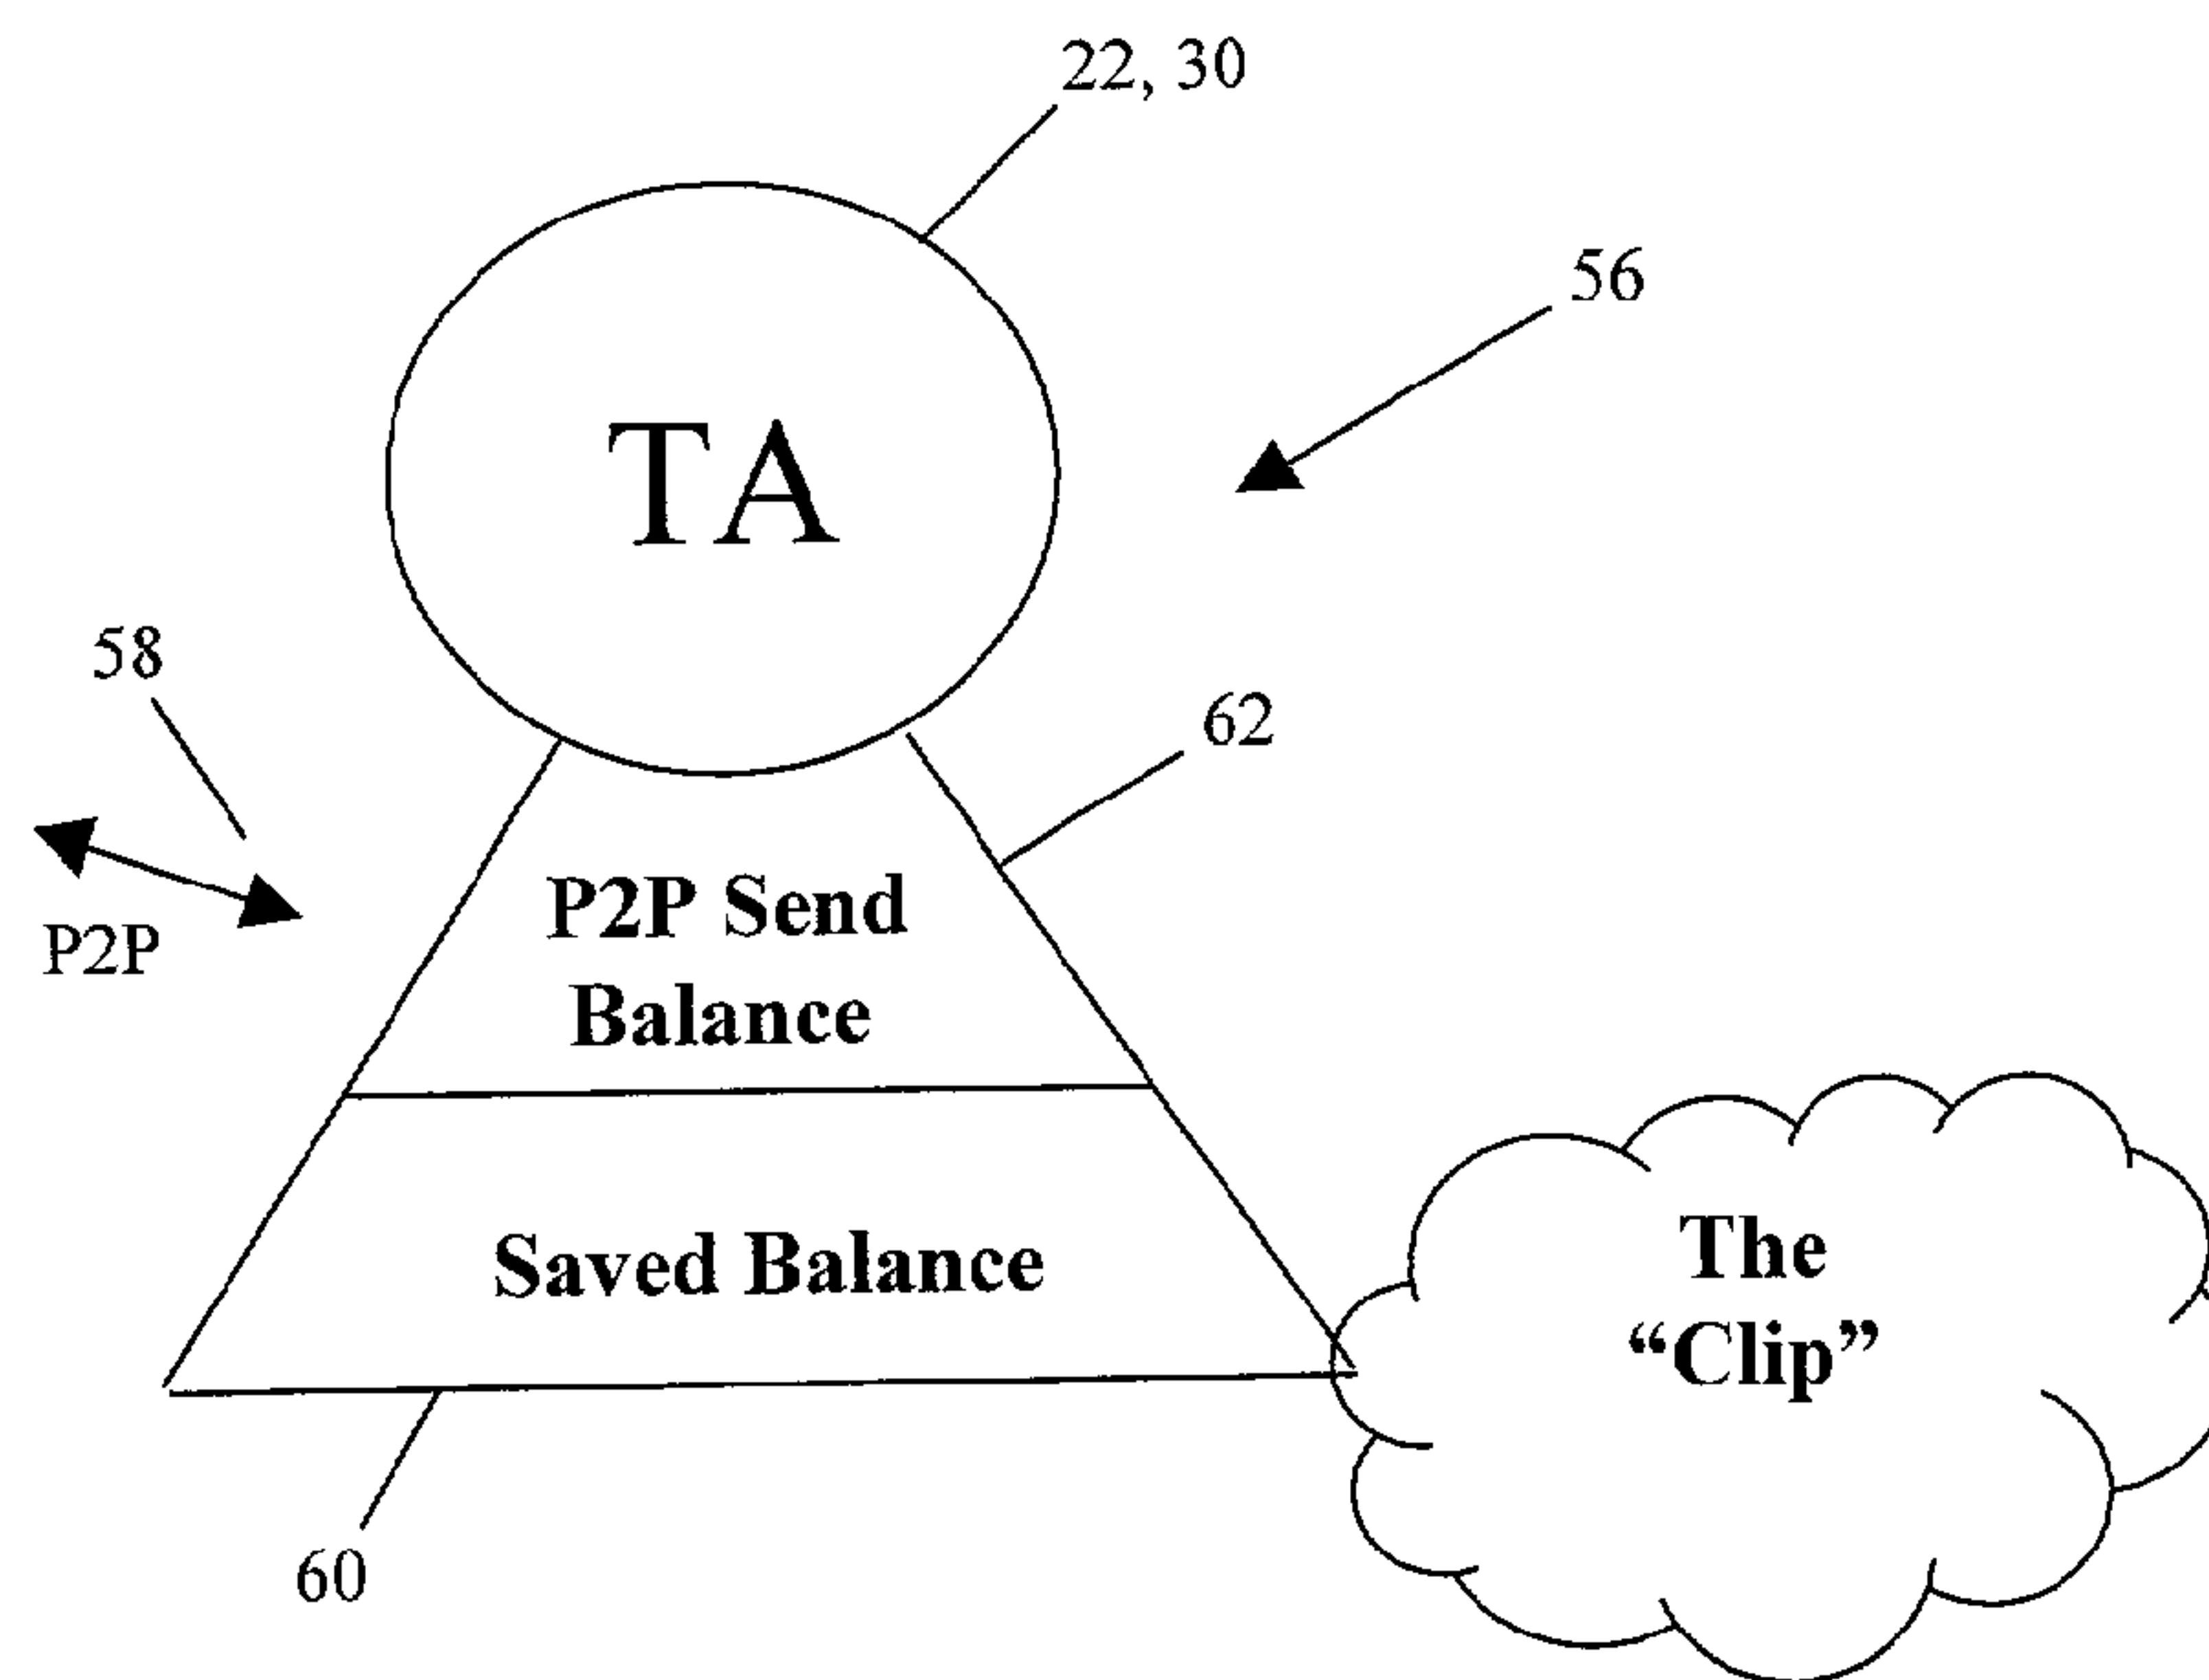 22, 30
56
TA
58
62
P2P
P2P Send
Balance
The
“Clip”
Saved Balance
60